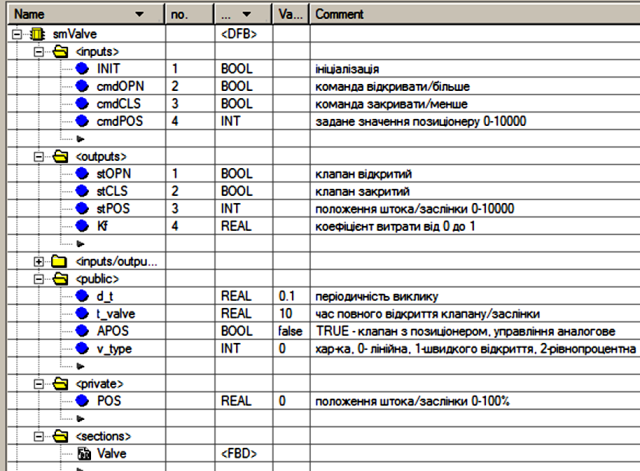 Name no. ... Va... Comment
smValve <DFB>
<inputs>
INIT 1 BOOL ініціалізація
cmdOPN 2 BOOL команда відкривати/більше
cmdCLS 3 BOOL команда закривати/менше
cmdPOS 4 INT задане значення позиціонеру 0-10000
<outputs>
stOPN 1 BOOL клапан відкритий
stCLS 2 BOOL клапан закритий
stPOS 3 INT положення штока/заслінки 0-10000
Kf 4 REAL коефіцієнт витрати від 0 до 1
<inputs/outpu...
<public>
d_t REAL 0.1 періодичність виклику
t_valve REAL 10 час повного відкриття клапану/заслінки
APOS BOOL false TRUE - клапан з позиціонером, управління аналогове
v_type INT 0 хар-ка, 0- лінійна, 1-швидкого відкриття, 2-рівнопроцентна
<private>
POS REAL 0 положення штока/заслінки 0-100%
<sections>
Valve <FBD>